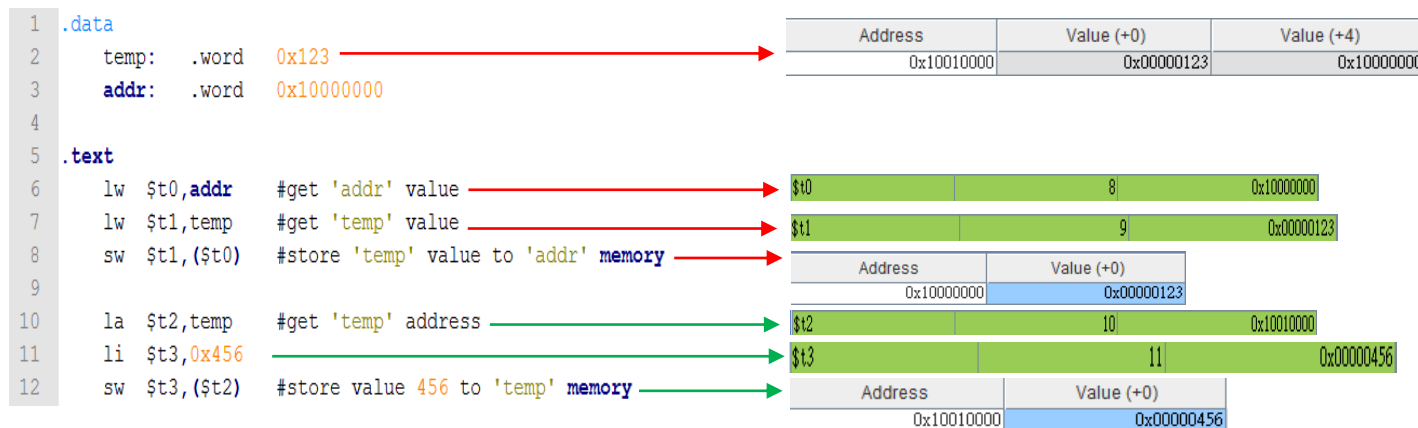 1 .data
Address Value (+0) Value (+4)
2 temp: .word 0x123
0x10010000 0x00000123 0x10000000
3 addr: .word 0x10000000
4
5 .text
6 lw $t0,addr #get 'addr' value
$t0 8 0x10000000
7 lw $t1,temp #get 'temp' value
$t1 9 0x00000123
8 sw $t1,($t0) #store 'temp' value to 'addr' memory
Address Value (+0)
9
0x10000000 0x00000123
10 la $t2,temp #get 'temp' address
$t2 10 0x10010000
11 li $t3,0x456
$t3 11 0x00000456
12 sw $t3,($t2) #store value 456 to 'temp' memory
Address Value (+0)
0x10010000 0x00000456